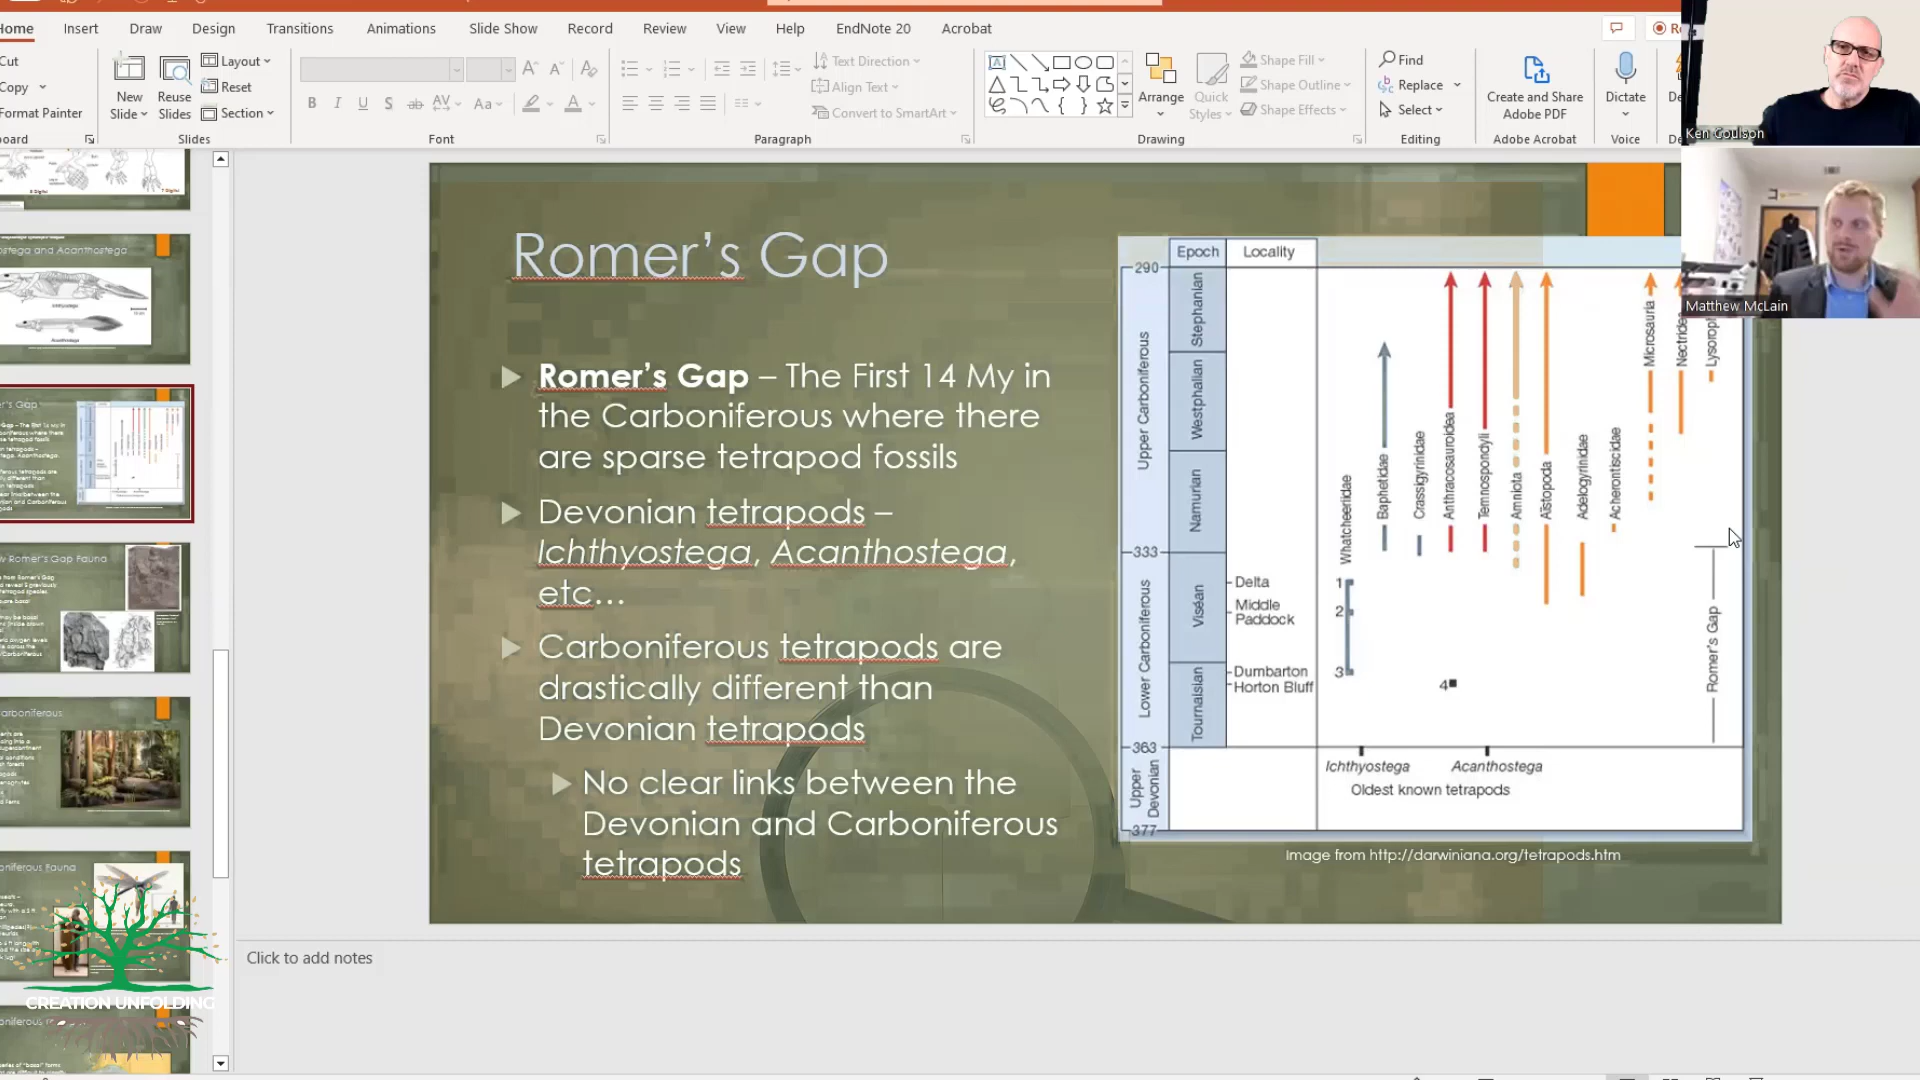 Home Insert Draw Design Transitions Animations Slide Show Record Review View Help EndNote 20 Acrobat
Cut
Copy
Format Painter
New
Slide
Reuse
Slides
Layout
Reset
Section
Slides
Font
Text Direction
Align Text
Convert to SmartArt
Paragraph
Arrange
Quick
Styles
Shape Fill
Shape Outline
Shape Effects
Drawing
Find
Replace
Select
Editing
Create and Share
Adobe PDF
Adobe Acrobat
Dictate
Voice
Ken Coulson
Matthew McLain
Romer's Gap
Romer's Gap – The First 14 My in
the Carboniferous where there
are sparse tetrapod fossils
Devonian tetrapods –
Ichthyostega, Acanthostega,
etc…
Carboniferous tetrapods are
drastically different than
Devonian tetrapods
No clear links between the
Devonian and Carboniferous
tetrapods
Epoch Locality
290
Upper Carboniferous
Stephanian
Westphalian
Namurian
333
Lower Carboniferous
Viséan
Tournaisian
363
Upper
Devonian
377
Delta
Middle
Paddock
Dumbarton
Horton Bluff
1
2
3
4
Whatcheeriidae
Baphetidae
Crassigyrinidae
Anthracosauroidea
Temnospondyli
Amniota
Aïstopoda
Adelogyrinidae
Acherontiscidae
Microsauria
Nectridea
Lysoroph
Romer's Gap
Ichthyostega Acanthostega
Oldest known tetrapods
Image from http://darwiniana.org/tetrapods.htm
Click to add notes
CREATION UNFOLDING